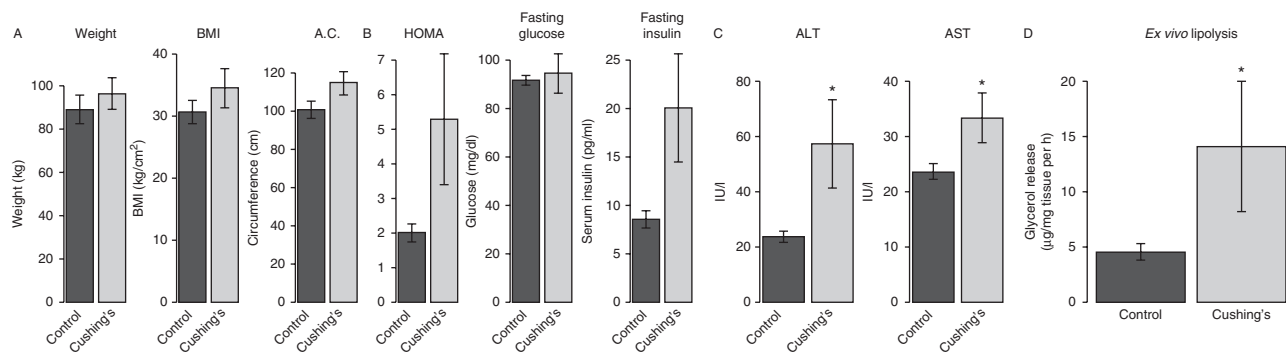 A
Weight
Weight (kg)
100
80
60
40
20
0
Control
Cushing's
BMI
BMI (kg/cm²)
40
30
20
10
0
Control
Cushing's
A.C.
Circumference (cm)
120
100
80
60
40
20
0
Control
Cushing's
B
HOMA
7
6
5
4
3
2
1
0
Control
Cushing's
Fasting
glucose
Glucose (mg/dl)
100
80
60
40
20
0
Control
Cushing's
Fasting
insulin
Serum insulin (pg/ml)
25
20
15
10
5
0
Control
Cushing's
C
ALT
IU/l
80
60
40
20
0
*
Control
Cushing's
AST
IU/l
40
30
20
10
0
*
Control
Cushing's
D
Ex vivo lipolysis
Glycerol release
(µg/mg tissue per h)
20
15
10
5
0
*
Control
Cushing's